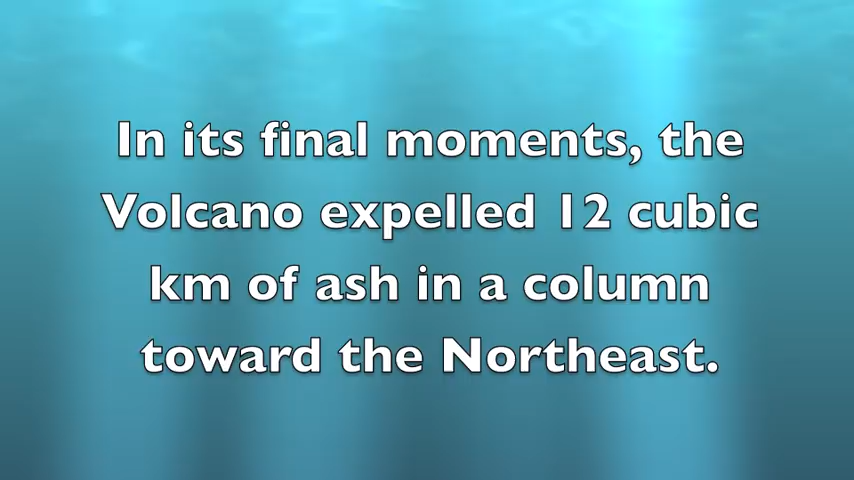 In its final moments, the
Volcano expelled 12 cubic
km of ash in a column
toward the Northeast.